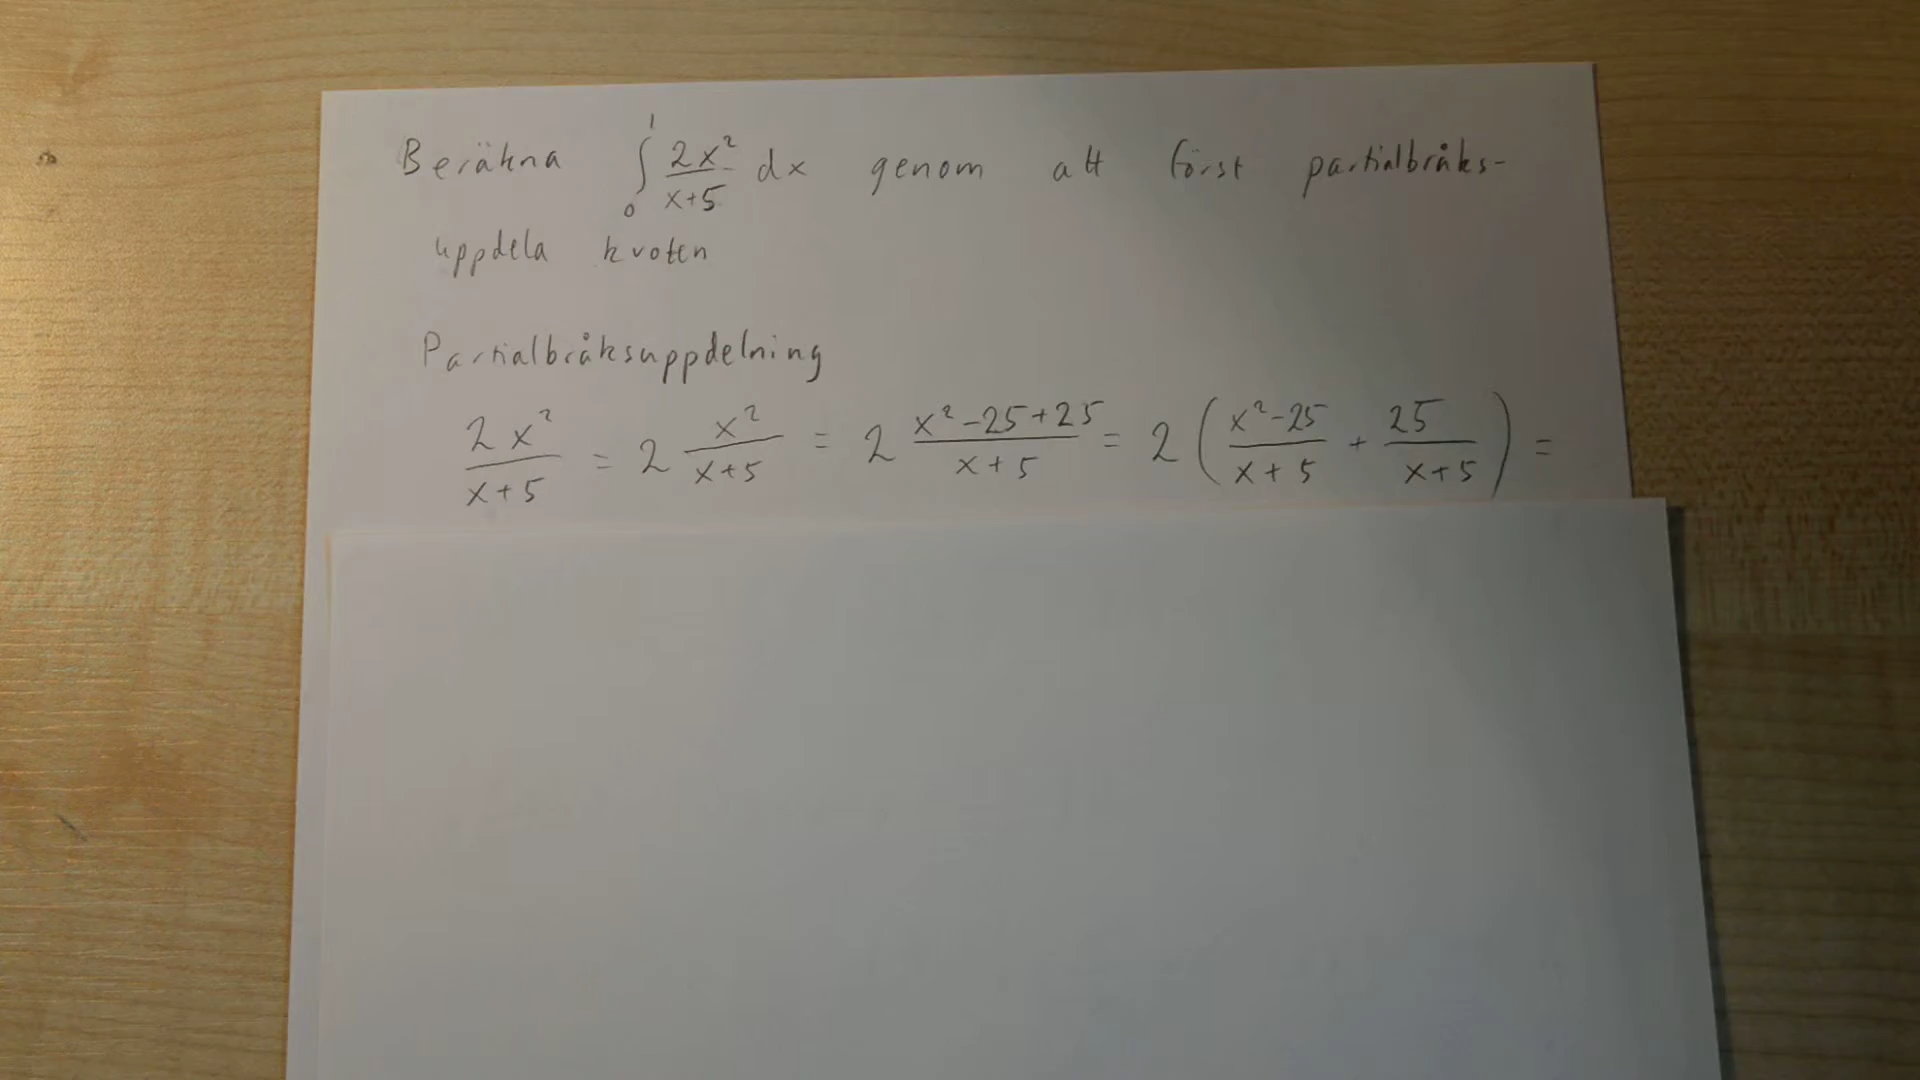 Beräkna ∫₀¹ 2x²/(x+5) dx genom att först partialbråks-
uppdela kvoten
Partialbråksuppdelning
2x²/(x+5) = 2 x²/(x+5) = 2 (x²-25+25)/(x+5) = 2 ( (x²-25)/(x+5) + 25/(x+5) ) =